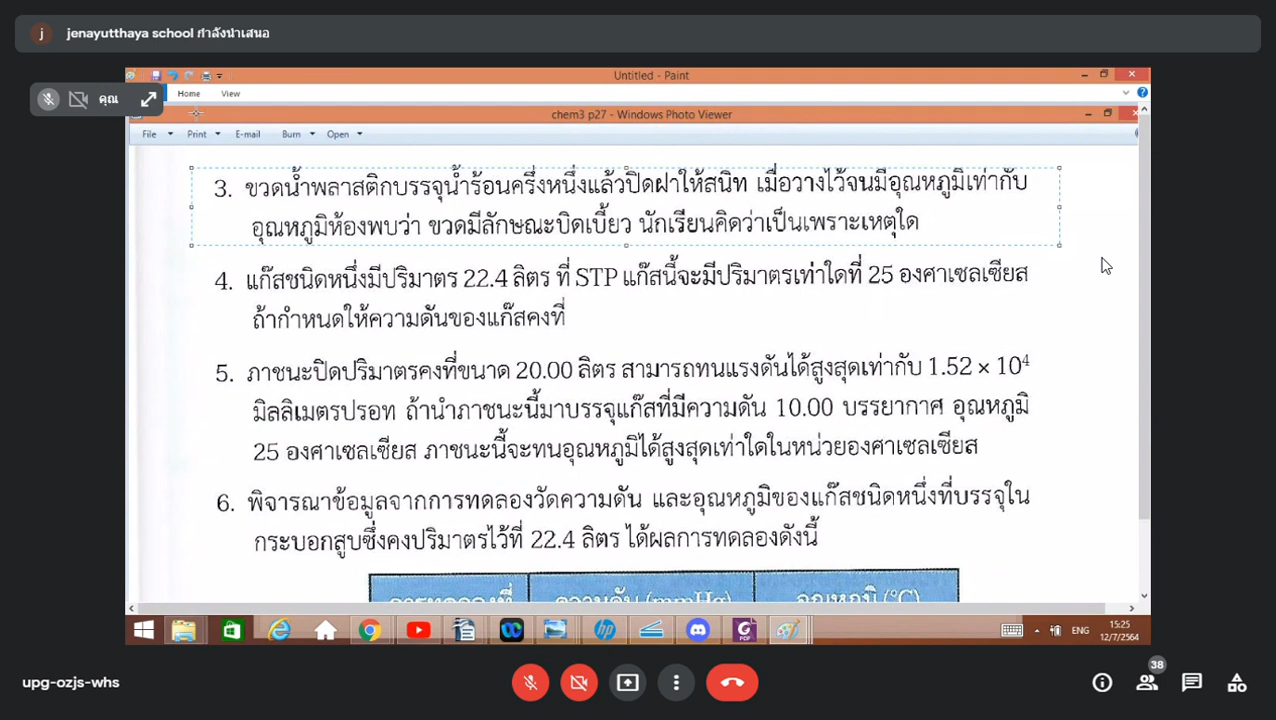 jenayutthaya school กำลังนำเสนอ
Untitled - Paint
คุณ
Home View
chem3 p27 - Windows Photo Viewer
File Print E-mail Burn Open
3. ขวดน้ำพลาสติกบรรจุน้ำร้อนครึ่งหนึ่งแล้วปิดฝาให้สนิท เมื่อวางไว้จนมีอุณหภูมิเท่ากับ
อุณหภูมิห้องพบว่า ขวดมีลักษณะบิดเบี้ยว นักเรียนคิดว่าเป็นเพราะเหตุใด
4. แก๊สชนิดหนึ่งมีปริมาตร 22.4 ลิตร ที่ STP แก๊สนี้จะมีปริมาตรเท่าใดที่ 25 องศาเซลเซียส
ถ้ากำหนดให้ความดันของแก๊สคงที่
5. ภาชนะปิดปริมาตรคงที่ขนาด 20.00 ลิตร สามารถทนแรงดันได้สูงสุดเท่ากับ 1.52 × 10⁴
มิลลิเมตรปรอท ถ้านำภาชนะนี้มาบรรจุแก๊สที่มีความดัน 10.00 บรรยากาศ อุณหภูมิ
25 องศาเซลเซียส ภาชนะนี้จะทนอุณหภูมิได้สูงสุดเท่าใดในหน่วยองศาเซลเซียส
6. พิจารณาข้อมูลจากการทดลองวัดความดัน และอุณหภูมิของแก๊สชนิดหนึ่งที่บรรจุใน
กระบอกสูบซึ่งคงปริมาตรไว้ที่ 22.4 ลิตร ได้ผลการทดลองดังนี้
การทดลองที่ ความดัน (mmHg) อุณหภูมิ (°C)
ENG
15:25
12/7/2564
upg-ozjs-whs
38